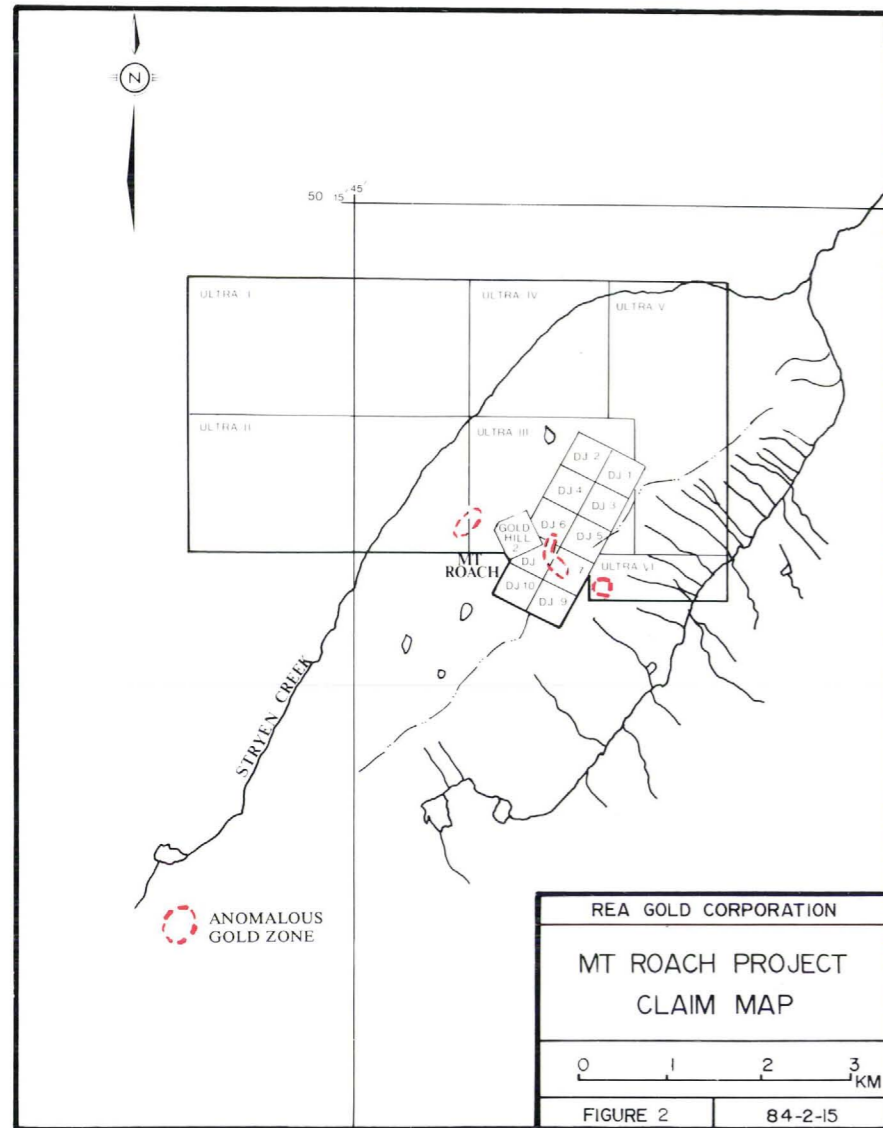 N
50 15' 45'
ULTRA I
ULTRA IV
ULTRA V
ULTRA II
ULTRA III
DJ 2
DJ 1
DJ 4
DJ 3
GOLD
HILL
2
DJ 6
DJ 5
MT
ROACH
DJ
7
ULTRA VI
DJ 10
DJ 9
STRYEN CREEK
ANOMALOUS
GOLD ZONE
REA GOLD CORPORATION
MT ROACH PROJECT
CLAIM MAP
0 1 2 3
KM
FIGURE 2 84-2-15